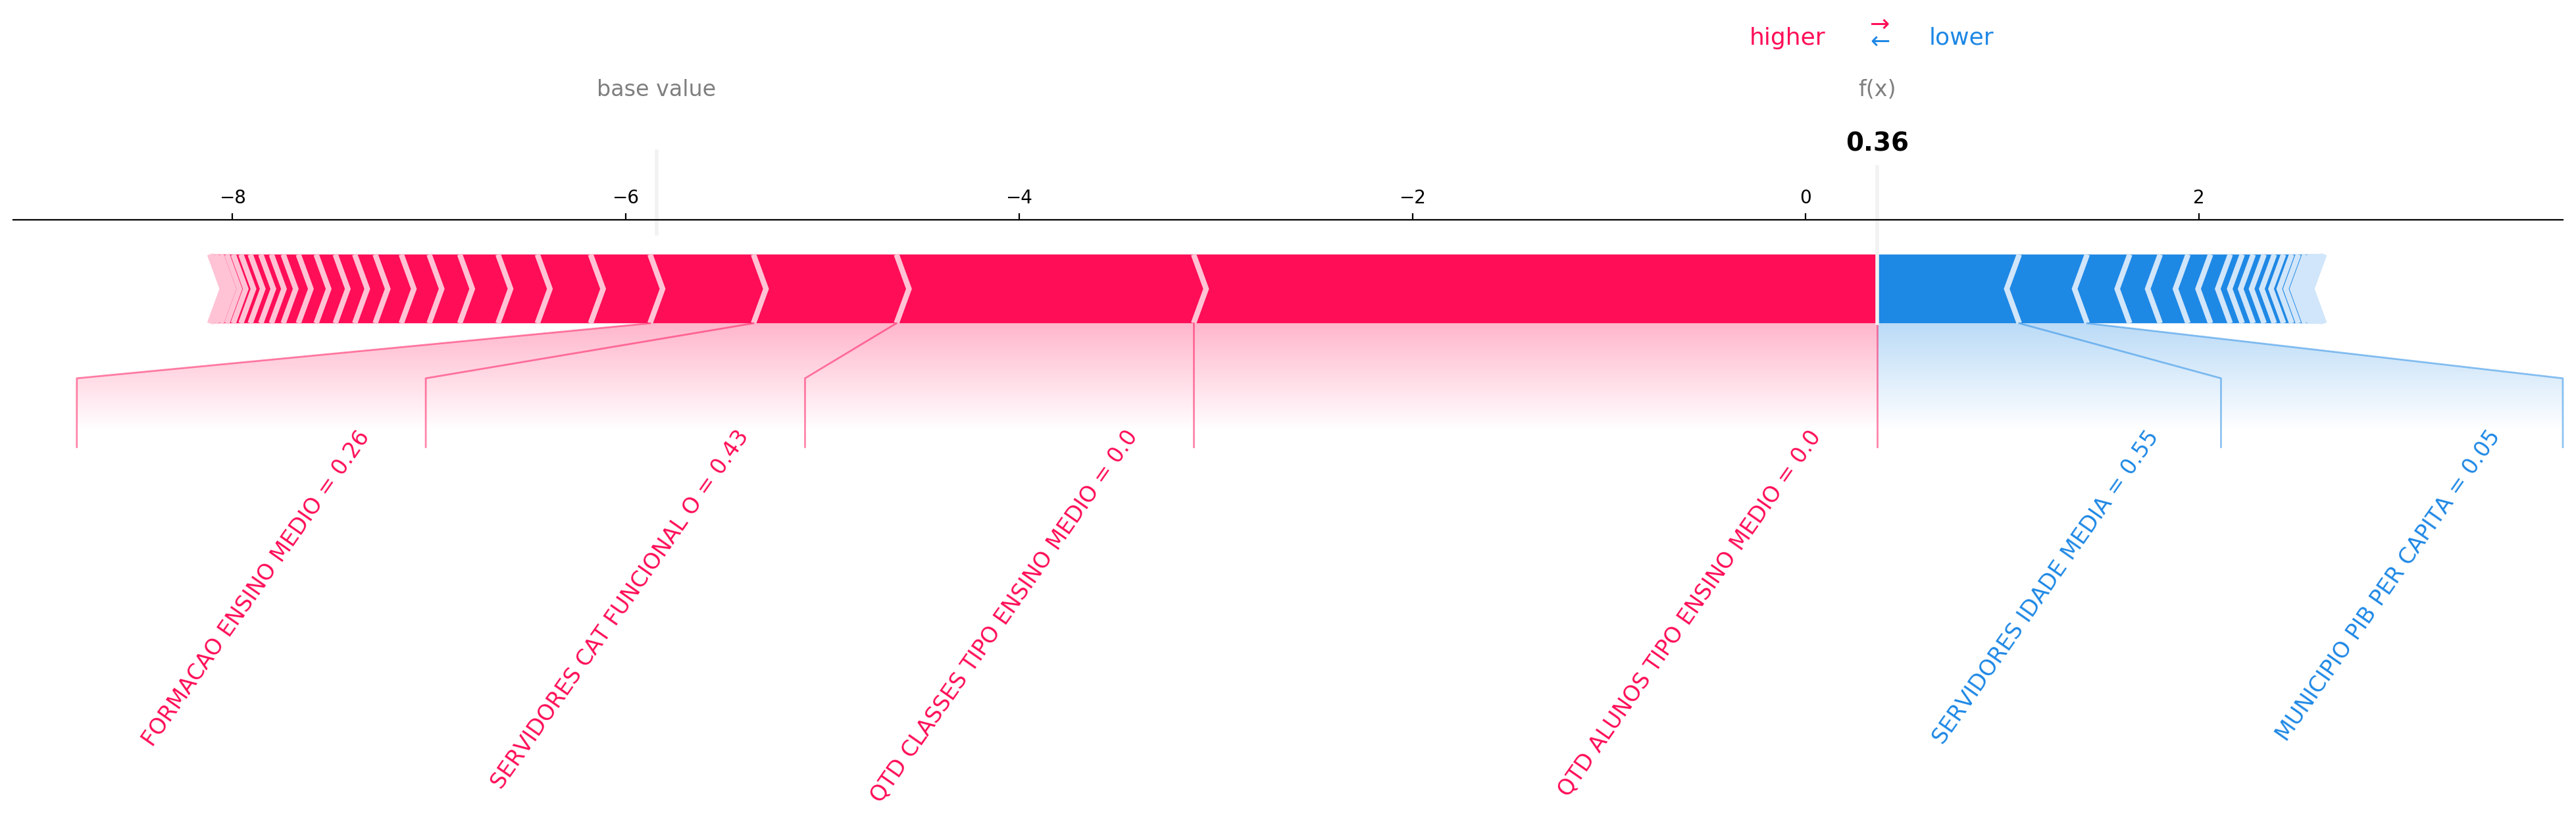 higher → ← lower
base value
f(x)
0.36
−8 −6 −4 −2 0 2
FORMACAO ENSINO MEDIO = 0.26
SERVIDORES CAT FUNCIONAL O = 0.43
QTD CLASSES TIPO ENSINO MEDIO = 0.0
QTD ALUNOS TIPO ENSINO MEDIO = 0.0
SERVIDORES IDADE MEDIA = 0.55
MUNICIPIO PIB PER CAPITA = 0.05